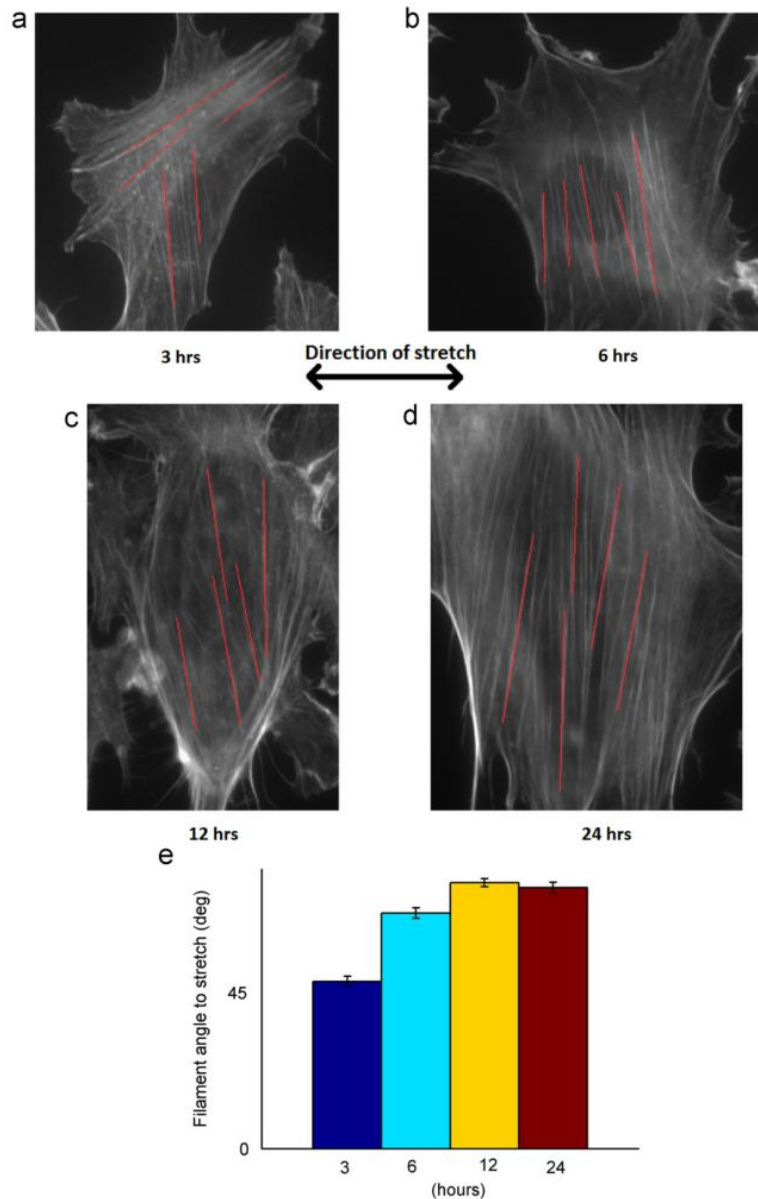 a
b
3 hrs
Direction of stretch
6 hrs
c
d
12 hrs
24 hrs
e
Filament angle to stretch (deg)
45
0
3
6
12
24
(hours)